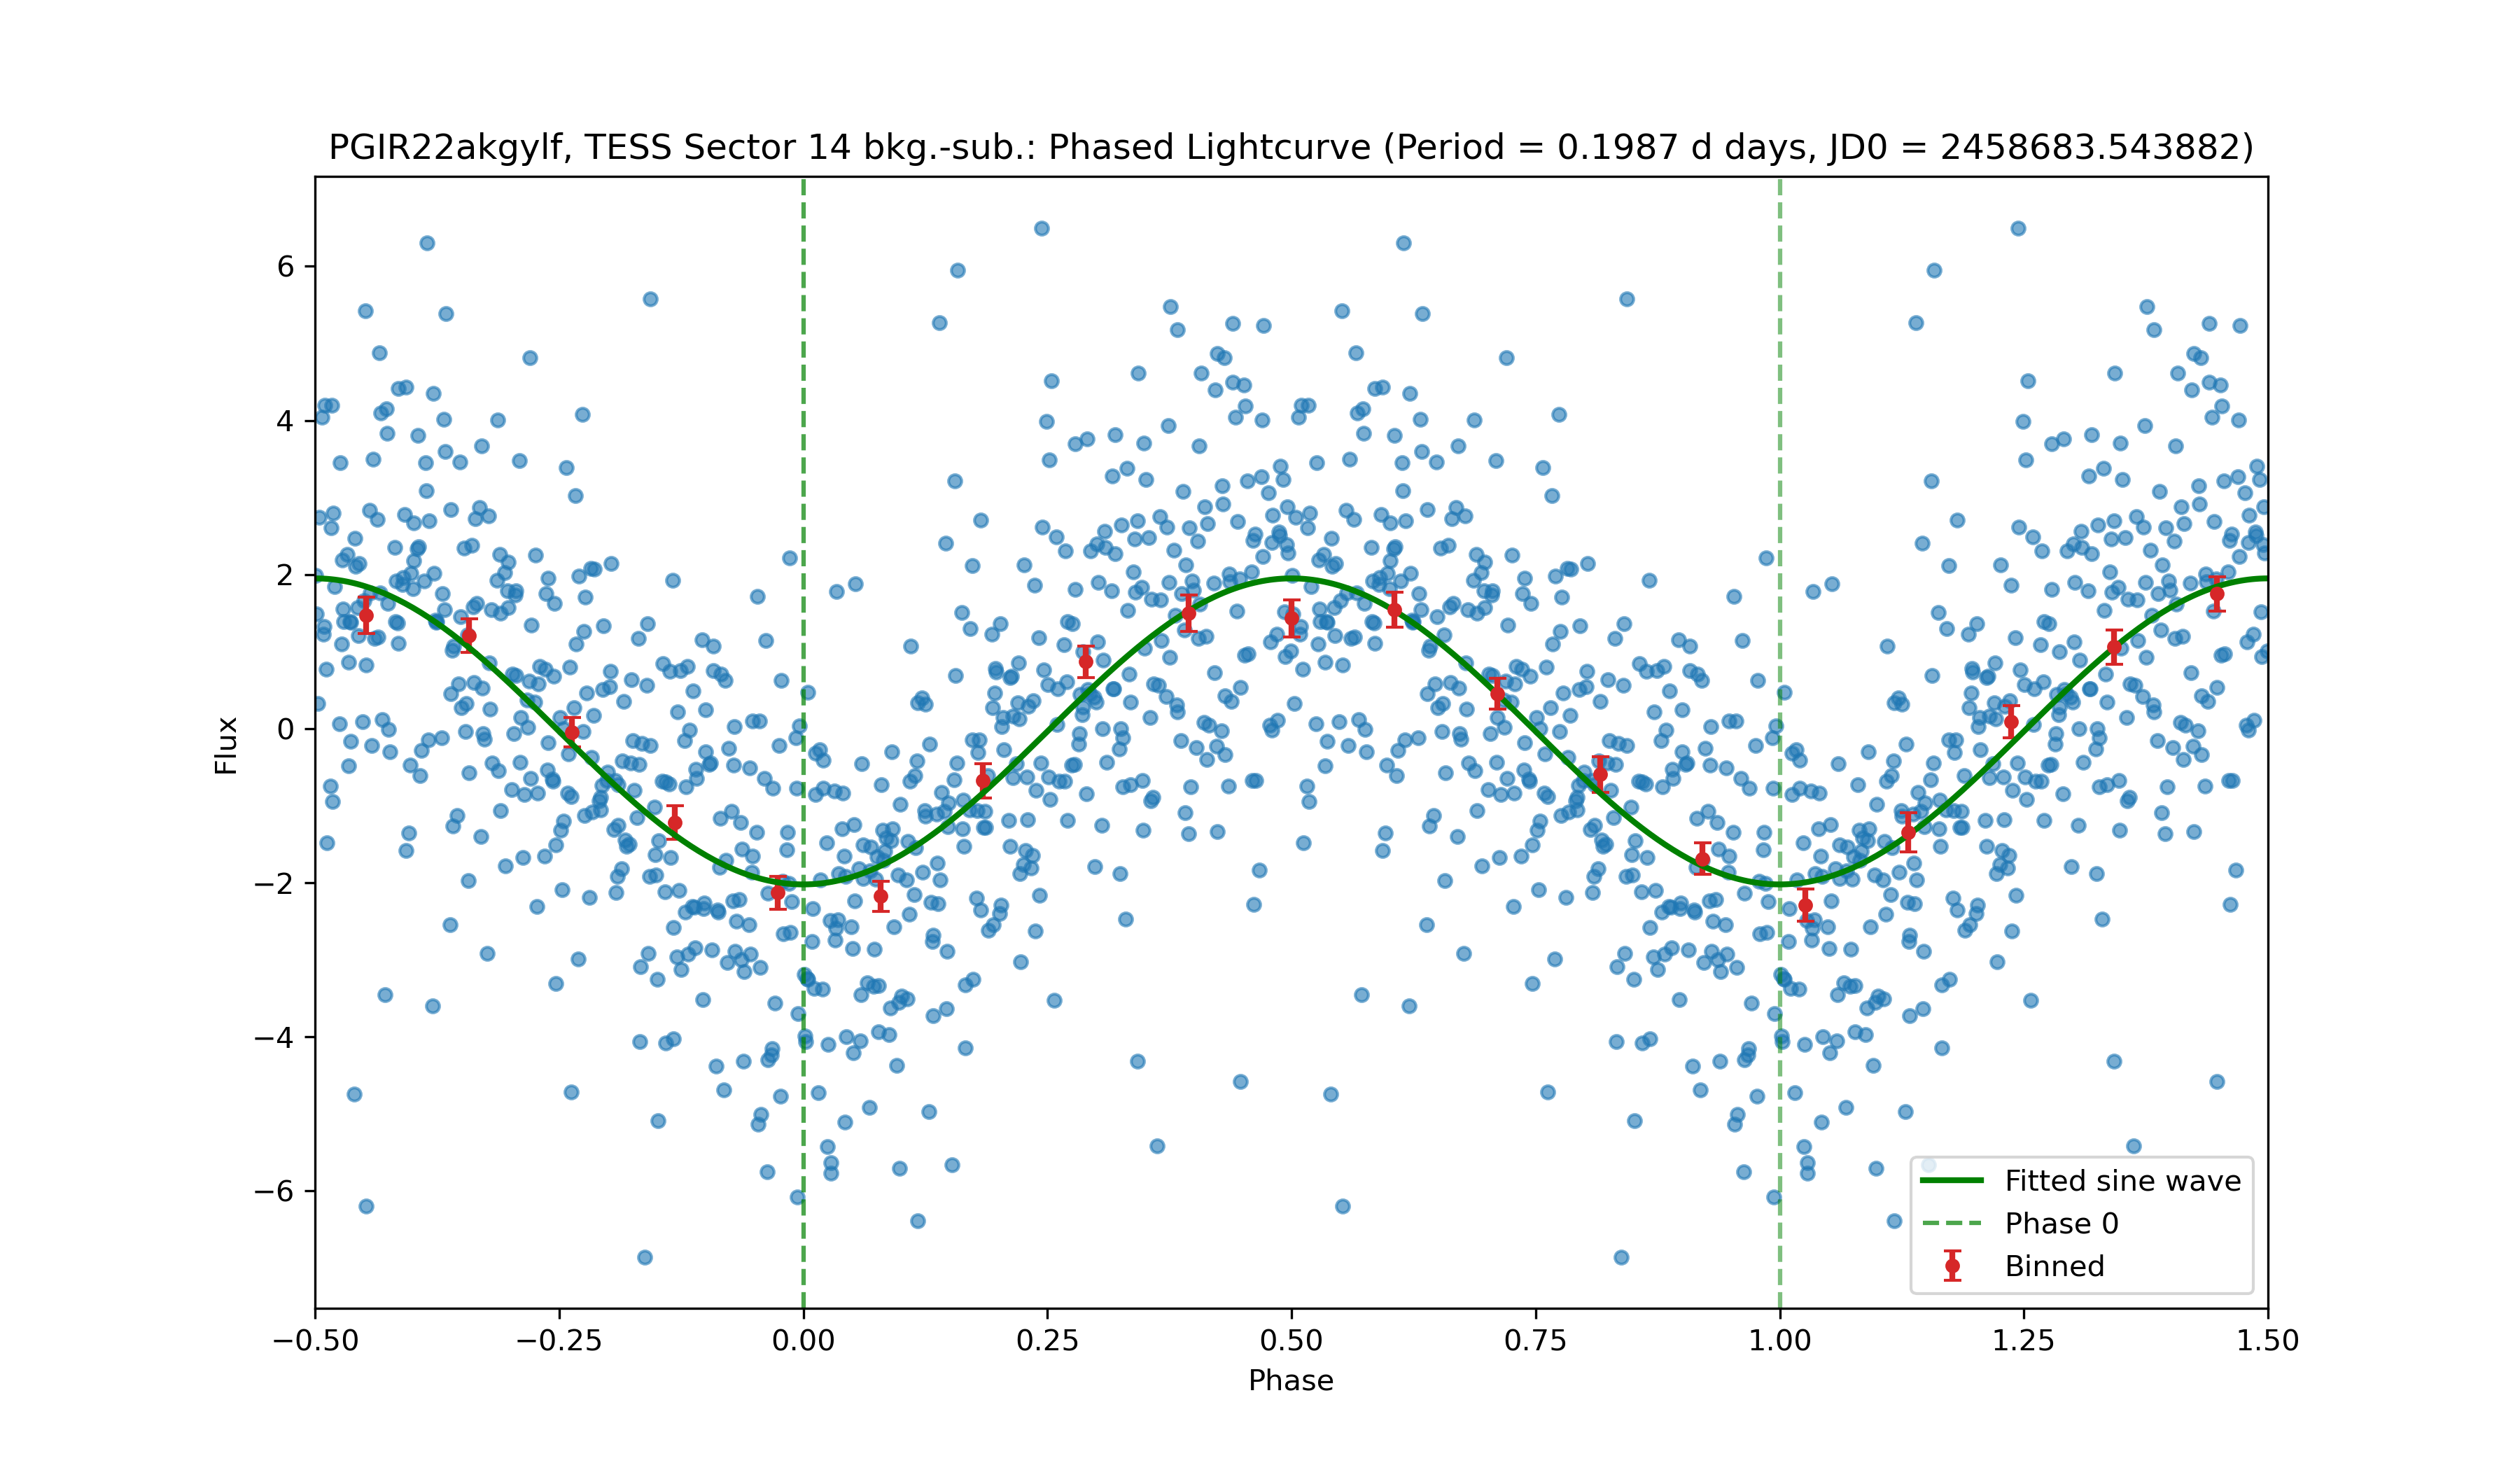 PGIR22akgylf, TESS Sector 14 bkg.-sub.: Phased Lightcurve (Period = 0.1987 d days, JD0 = 2458683.543882)
Flux
6
4
2
0
−2
−4
−6
Fitted sine wave
Phase 0
Binned
−0.50 −0.25 0.00 0.25 0.50 0.75 1.00 1.25 1.50
Phase